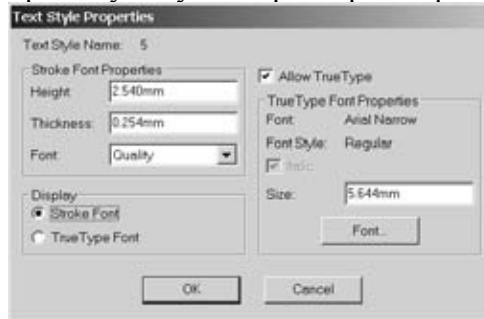 Text Style Properties
Text Style Name: 5
Stroke Font Properties
Height: 2.540mm
Thickness: 0.254mm
Font: Quality
Display
Stroke Font
TrueType Font
Allow TrueType
TrueType Font Properties
Font: Arial Narrow
Font Style: Regular
Italic
Size: 5.644mm
Font...
OK
Cancel